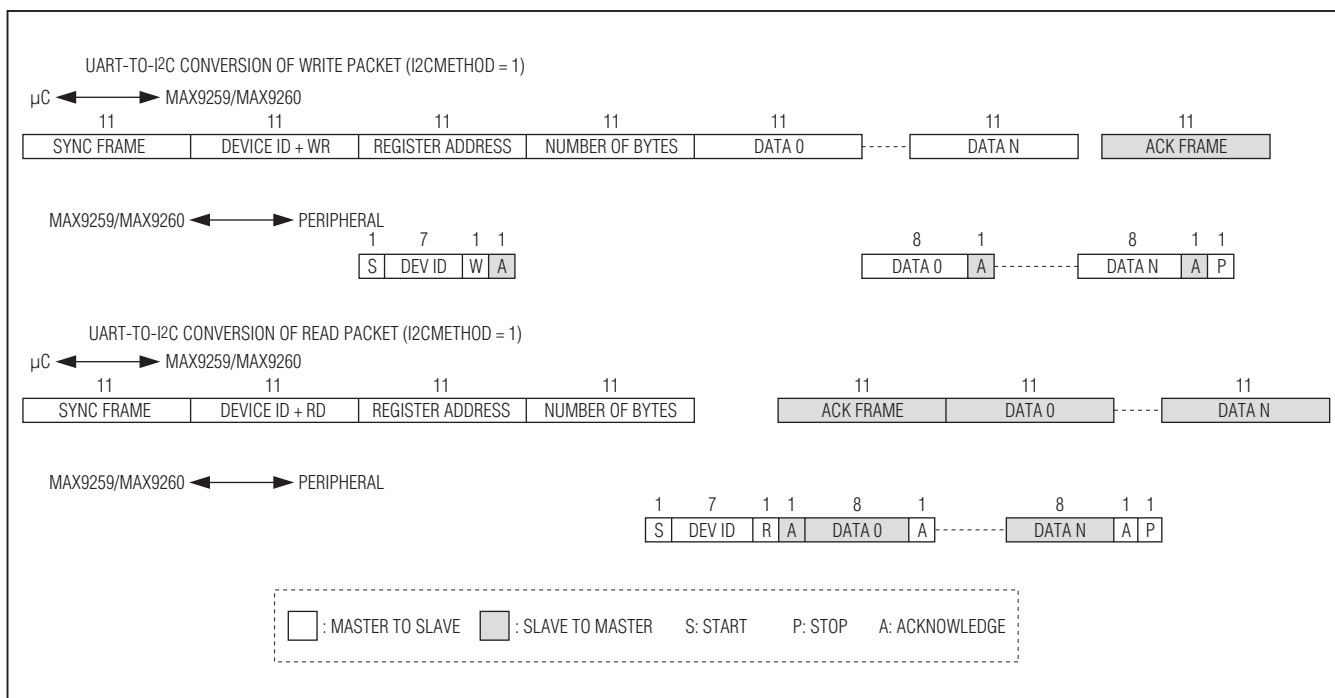 UART-TO-I2C CONVERSION OF WRITE PACKET (I2CMETHOD = 1)
µC MAX9259/MAX9260
11 11 11 11 11 11 11
SYNC FRAME DEVICE ID + WR REGISTER ADDRESS NUMBER OF BYTES DATA 0 DATA N ACK FRAME
MAX9259/MAX9260 PERIPHERAL
1 7 1 1 8 1 8 1 1
S DEV ID W A DATA 0 A DATA N A P
UART-TO-I2C CONVERSION OF READ PACKET (I2CMETHOD = 1)
µC MAX9259/MAX9260
11 11 11 11 11 11 11
SYNC FRAME DEVICE ID + RD REGISTER ADDRESS NUMBER OF BYTES ACK FRAME DATA 0 DATA N
MAX9259/MAX9260 PERIPHERAL
1 7 1 1 8 1 8 1 1
S DEV ID R A DATA 0 A DATA N A P
: MASTER TO SLAVE : SLAVE TO MASTER S: START P: STOP A: ACKNOWLEDGE